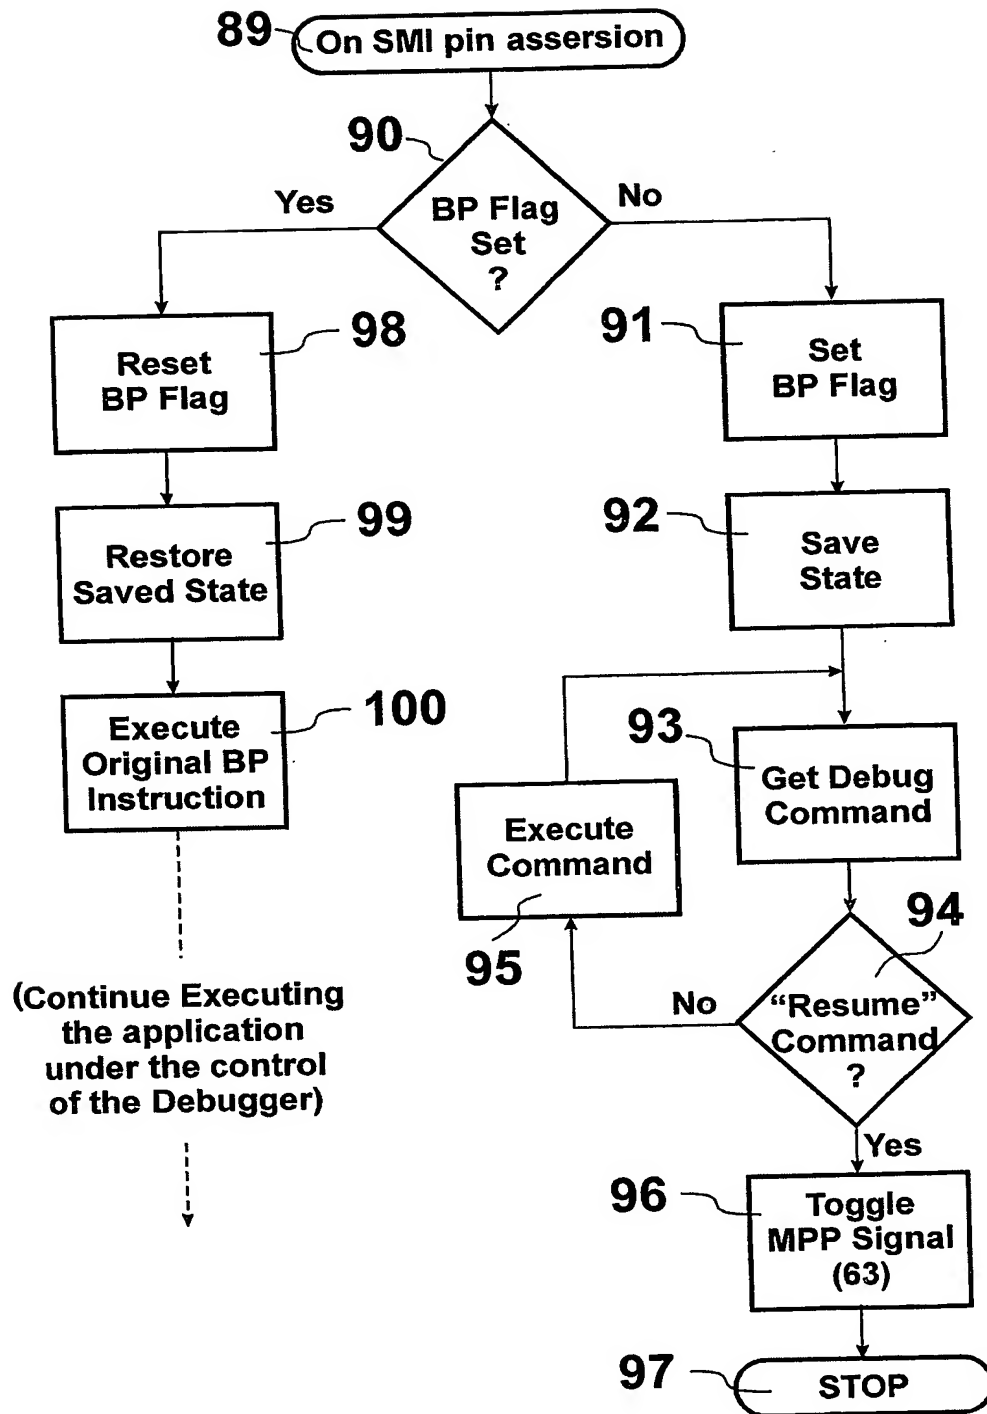 89
On SMI pin assersion
90
Yes
No
BP Flag
Set
?
98
Reset
BP Flag
91
Set
BP Flag
99
Restore
Saved State
92
Save
State
100
Execute
Original BP
Instruction
93
Get Debug
Command
Execute
Command
95
94
No
"Resume"
Command
?
(Continue Executing
the application
under the control
of the Debugger)
Yes
96
Toggle
MPP Signal
(63)
97
STOP